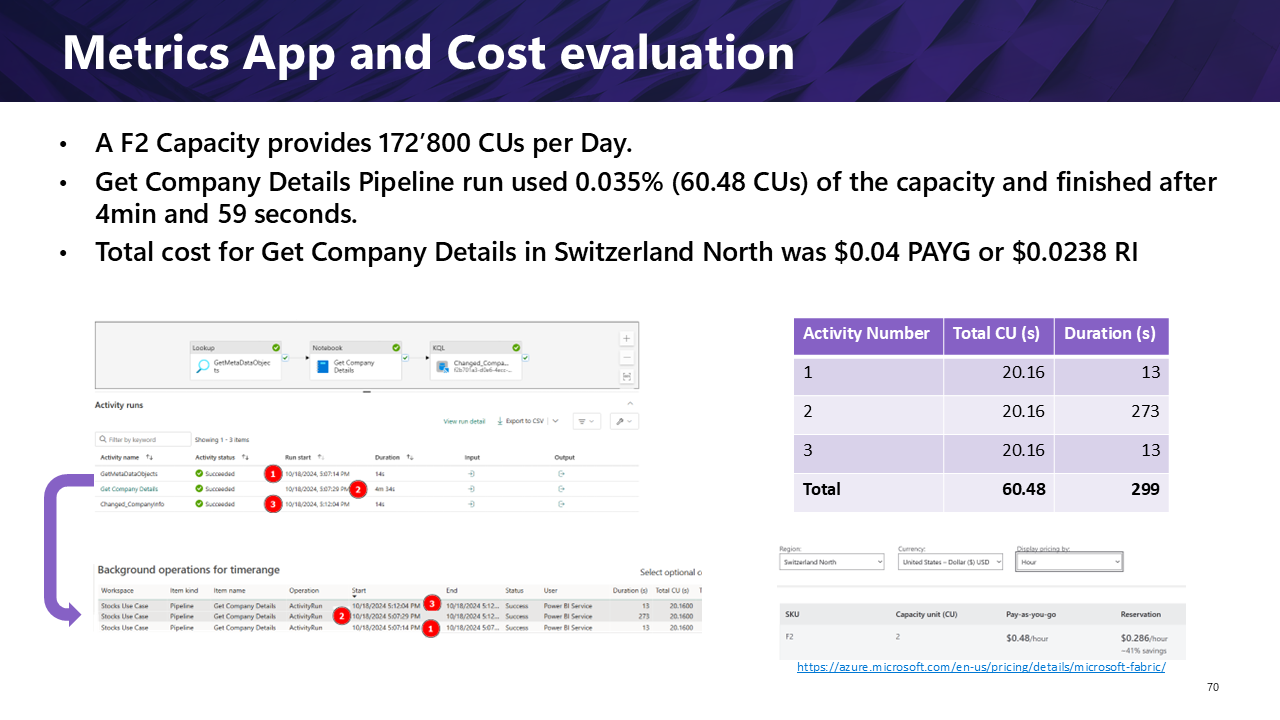 Metrics App and Cost evaluation
• A F2 Capacity provides 172’800 CUs per Day.
• Get Company Details Pipeline run used 0.035% (60.48 CUs) of the capacity and finished after
4min and 59 seconds.
• Total cost for Get Company Details in Switzerland North was $0.04 PAYG or $0.0238 RI
Lookup
GetMetaDataObjec
ts
Notebook
Get Company
Details
KQL
Changed_Compa...
Activity runs
View run detail Export to CSV
Filter by keyword Showing 1 - 3 items
Activity name Activity status Run start Duration Input Output
GetMetaDataObjects Succeeded 1 10/18/2024, 5:07:14 PM 14s
Get Company Details Succeeded 10/18/2024, 5:07:29 PM 2 4m 34s
Changed_CompanyInfo Succeeded 3 10/18/2024, 5:12:04 PM 14s
Background operations for timerange
Select optional c
Workspace Item kind Item name Operation Start End Status User Duration (s) Total CU (s) T
Stocks Use Case Pipeline Get Company Details ActivityRun 10/18/2024 5:12:04 PM 3 10/18/2024 5:12... Success Power BI Service 13 20.1600
Stocks Use Case Pipeline Get Company Details ActivityRun 2 10/18/2024 5:07:29 PM 10/18/2024 5:12... Success Power BI Service 273 20.1600
Stocks Use Case Pipeline Get Company Details ActivityRun 10/18/2024 5:07:14 PM 1 10/18/2024 5:07... Success Power BI Service 13 20.1600
Activity Number Total CU (s) Duration (s)
1 20.16 13
2 20.16 273
3 20.16 13
Total 60.48 299
Region: Currency: Display pricing by:
Switzerland North United States – Dollar ($) USD Hour
SKU Capacity unit (CU) Pay-as-you-go Reservation
F2 2 $0.48/hour $0.286/hour
~41% savings
https://azure.microsoft.com/en-us/pricing/details/microsoft-fabric/
70